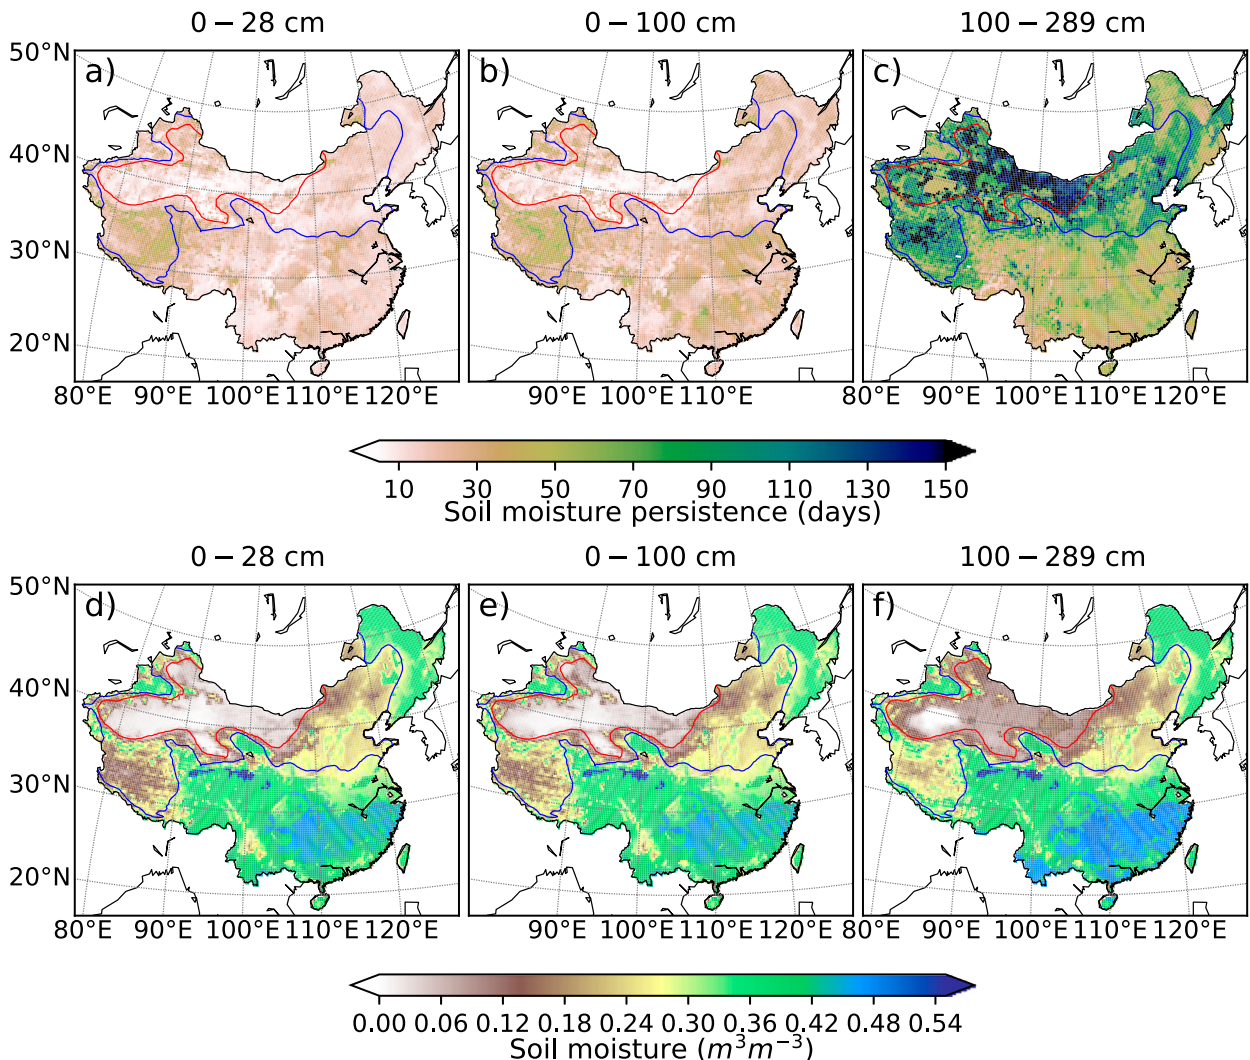 0 − 28 cm 0 − 100 cm 100 − 289 cm
50°N
a) b) c)
40°N
30°N
20°N
80°E 90°E 100°E 110°E 120°E 90°E 100°E 110°E 120°E 80°E 90°E 100°E 110°E 120°E
10 30 50 70 90 110 130 150
Soil moisture persistence (days)
0 − 28 cm 0 − 100 cm 100 − 289 cm
50°N
d) e) f)
40°N
30°N
20°N
80°E 90°E 100°E 110°E 120°E 90°E 100°E 110°E 120°E 80°E 90°E 100°E 110°E 120°E
0.00 0.06 0.12 0.18 0.24 0.30 0.36 0.42 0.48 0.54
Soil moisture (m³m⁻³)